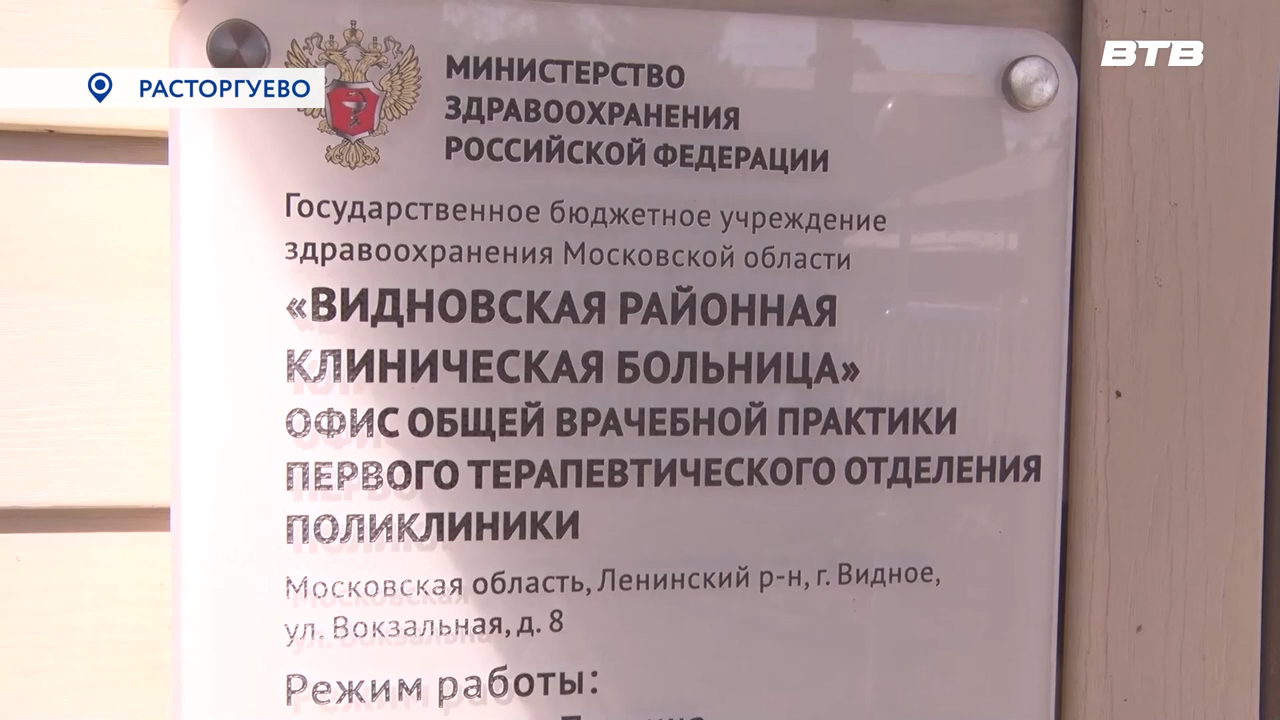 РАСТОРГУЕВО
ВТВ
МИНИСТЕРСТВО
ЗДРАВООХРАНЕНИЯ
РОССИЙСКОЙ ФЕДЕРАЦИИ
Государственное бюджетное учреждение
здравоохранения Московской области
«ВИДНОВСКАЯ РАЙОННАЯ
КЛИНИЧЕСКАЯ БОЛЬНИЦА»
ОФИС ОБЩЕЙ ВРАЧЕБНОЙ ПРАКТИКИ
ПЕРВОГО ТЕРАПЕВТИЧЕСКОГО ОТДЕЛЕНИЯ
ПОЛИКЛИНИКИ
Московская область, Ленинский р-н, г. Видное,
ул. Вокзальная, д. 8
Режим работы: